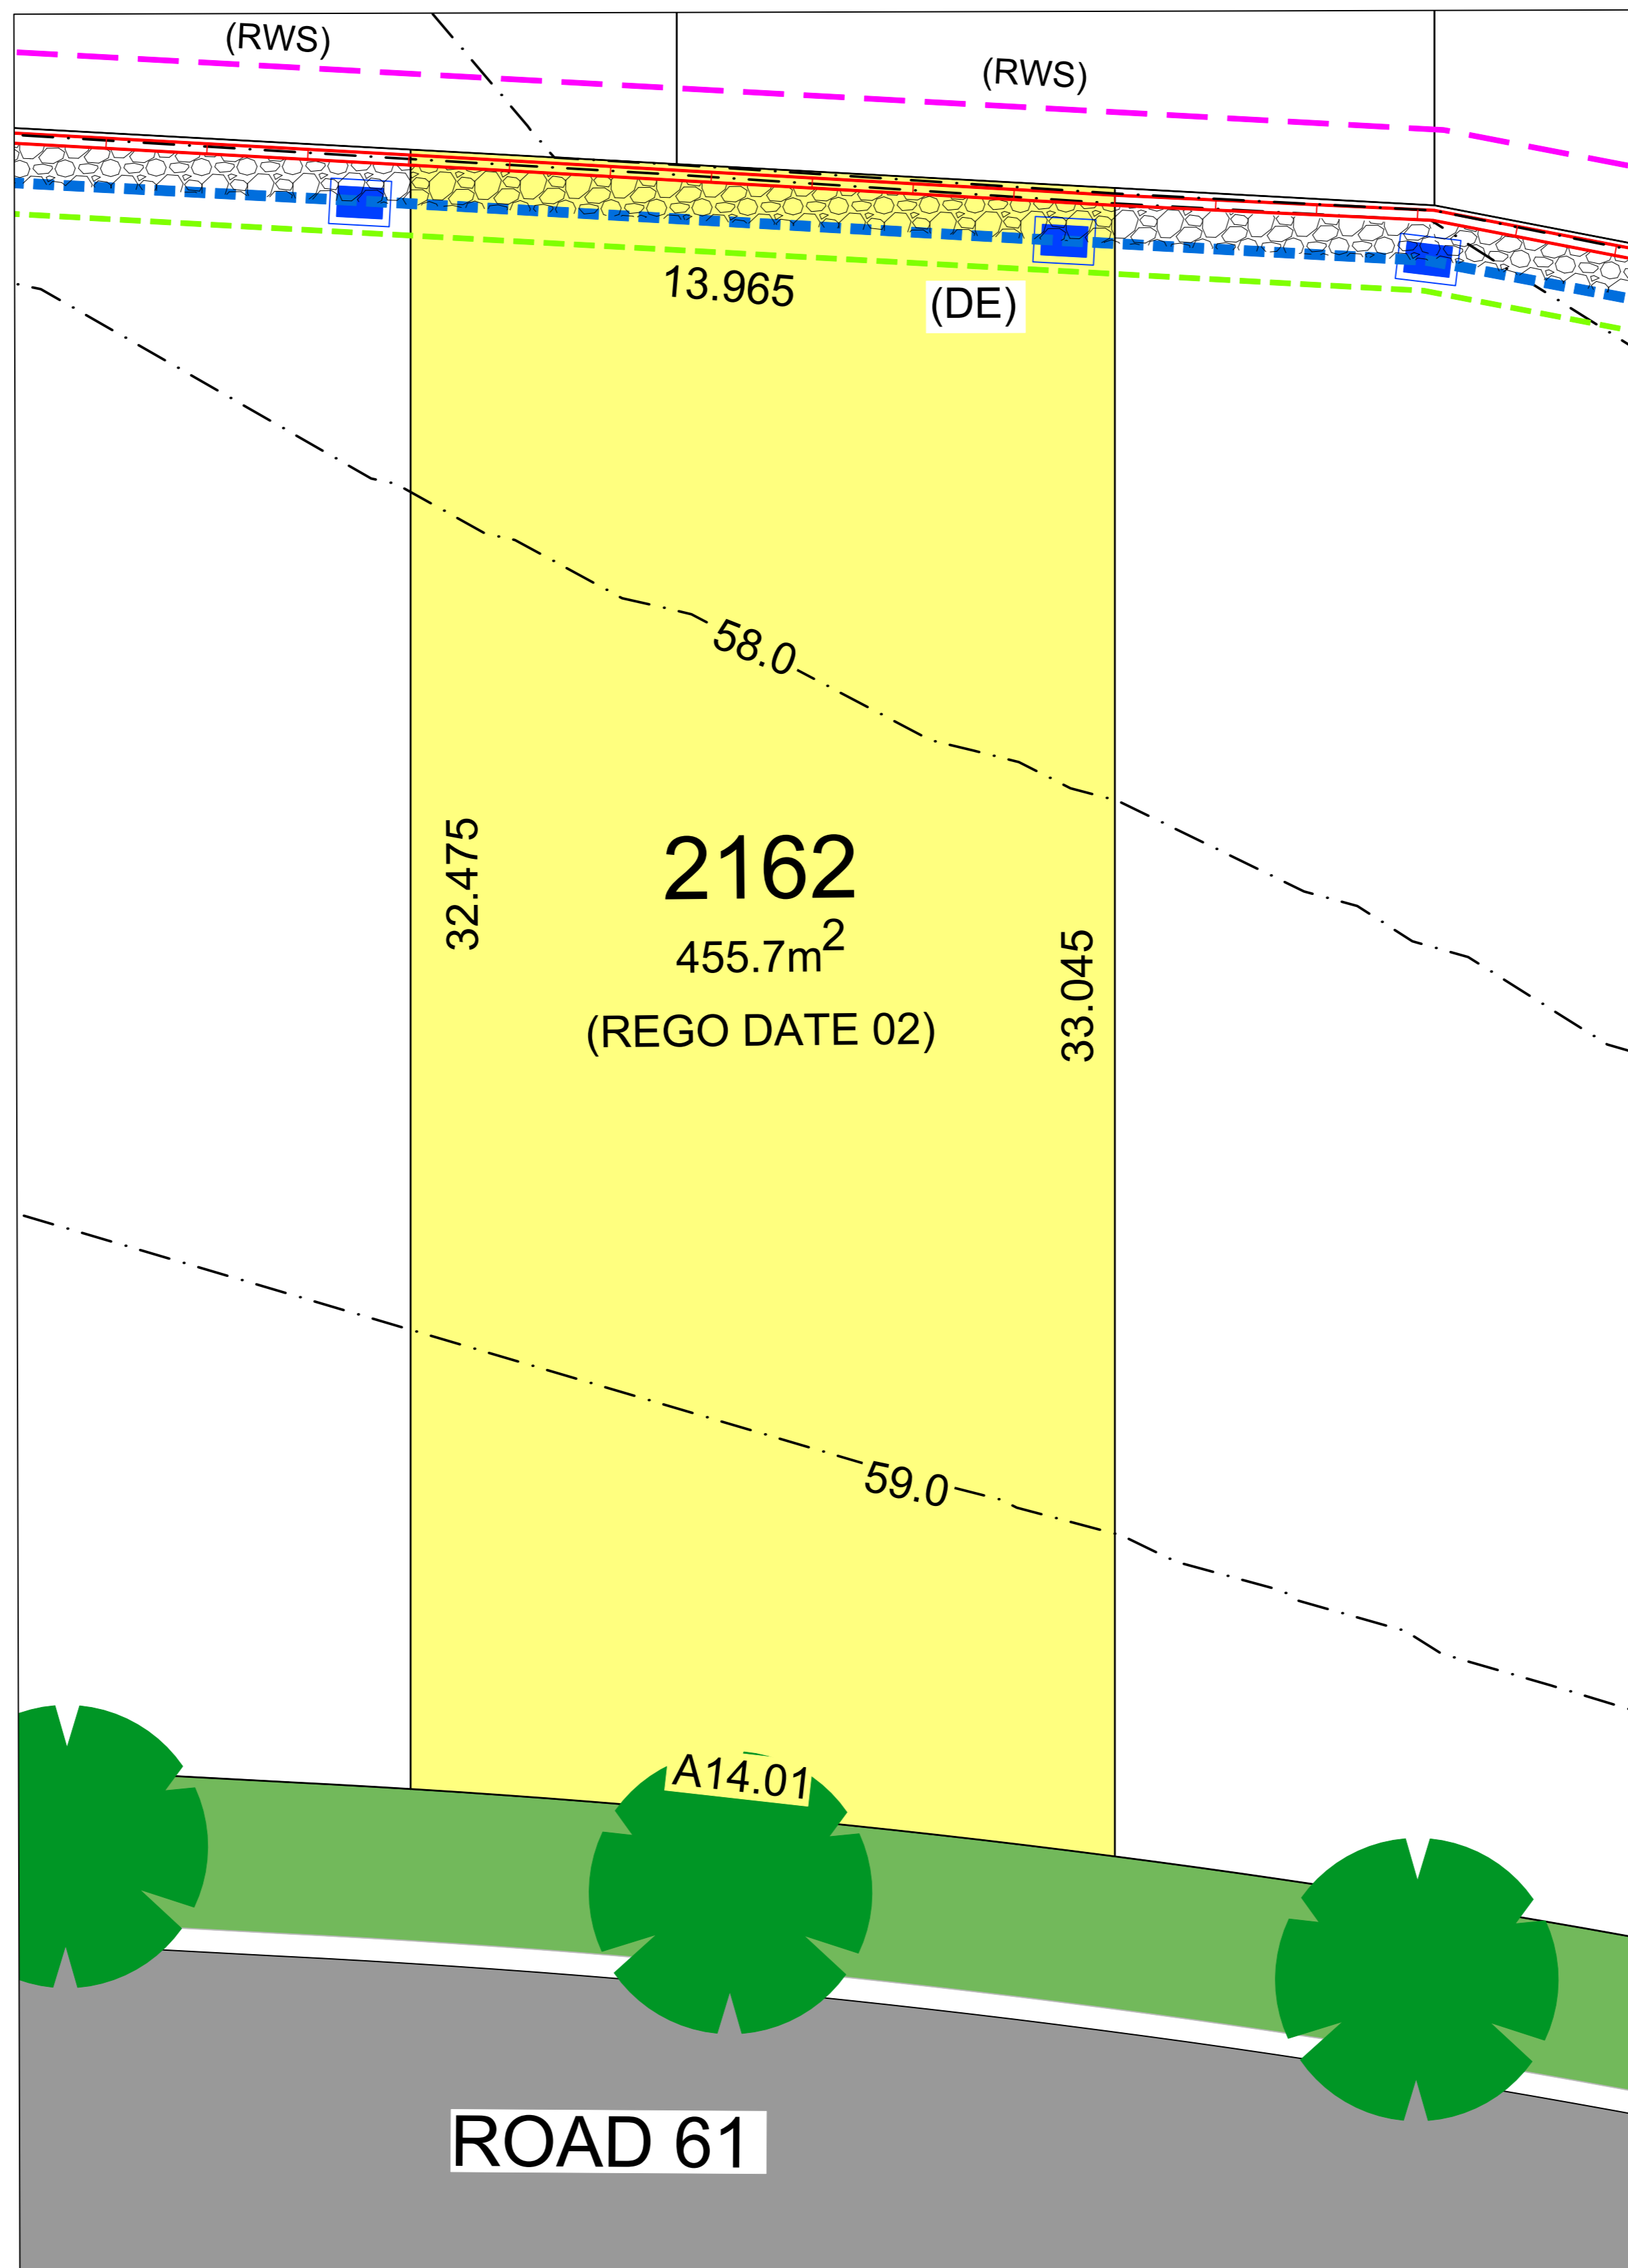 (RWS)
(RWS)
13.965
(DE)
58.0
32.475
2162
455.7m²
(REGO DATE 02)
33.045
59.0
A14.01
ROAD 61